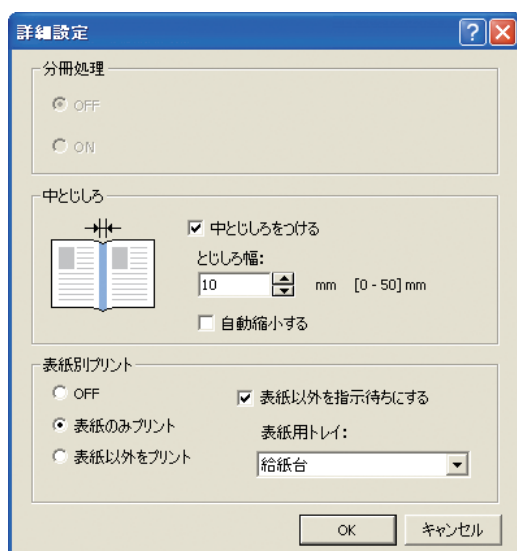 詳細設定
分冊処理
OFF
ON
中とじしろ
中とじしろをつける
とじしろ幅:
10 mm [0 - 50] mm
自動縮小する
表紙別プリント
OFF
表紙以外を指示待ちにする
表紙のみプリント
表紙用トレイ:
表紙以外をプリント
給紙台
OK キャンセル